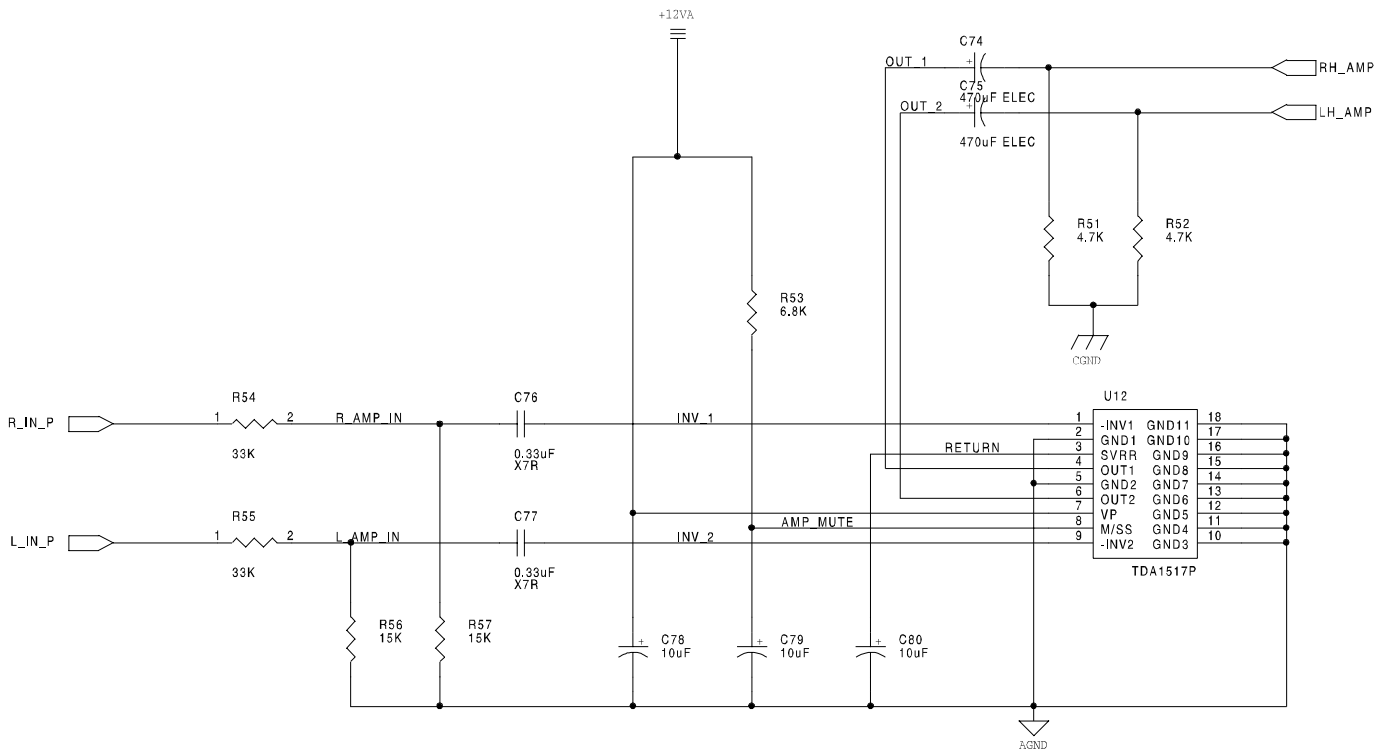 +12VA
C74
OUT_1
+
RH_AMP
C75
470uF ELEC
OUT_2
+
LH_AMP
470uF ELEC
R51
4.7K
R52
4.7K
R53
6.8K
CGND
R54
C76
U12
R_IN_P
1
2
R_AMP_IN
INV_1
33K
0.33uF
X7R
RETURN
1 -INV1 GND11 18
2 GND1 GND10 17
3 SVRR GND9 16
4 OUT1 GND8 15
5 GND2 GND7 14
6 OUT2 GND6 13
7 VP GND5 12
8 M/SS GND4 11
9 -INV2 GND3 10
TDA1517P
AMP_MUTE
R55
C77
L_IN_P
1
2
L_AMP_IN
INV_2
33K
0.33uF
X7R
R56
15K
R57
15K
+
C78
10uF
+
C79
10uF
+
C80
10uF
AGND